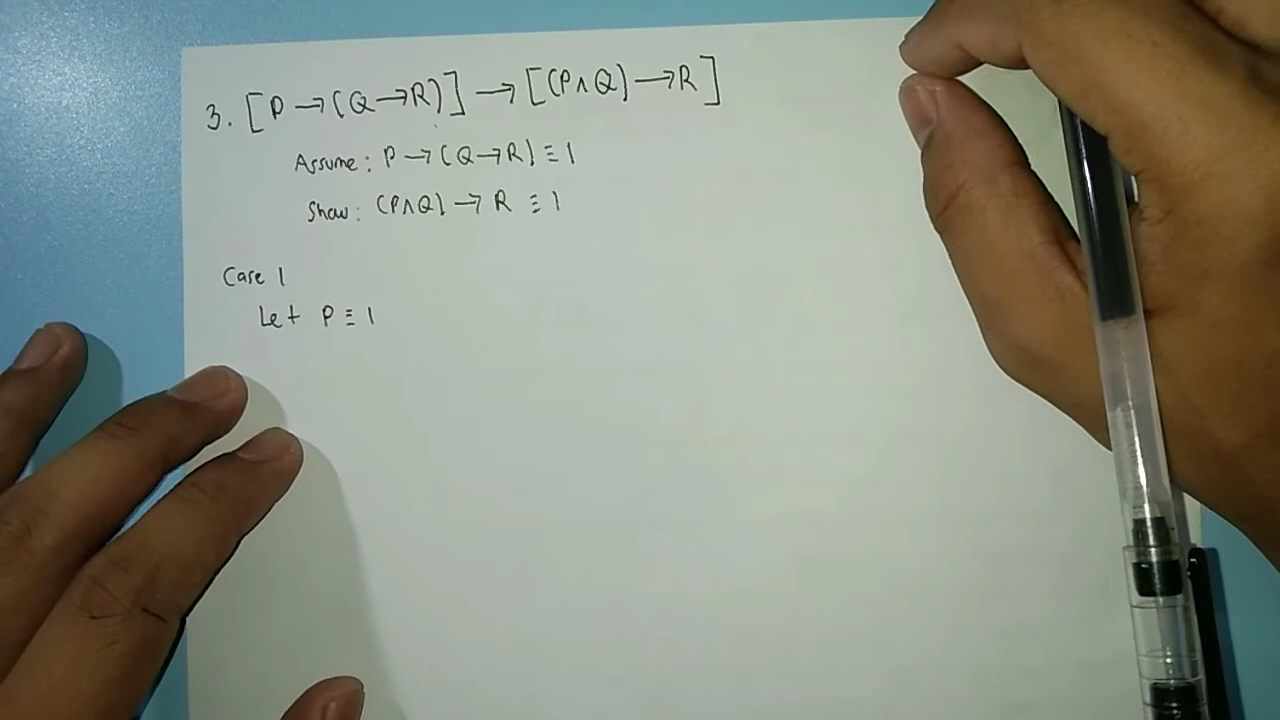 3. [P → (Q → R)] → [(P ∧ Q) → R]
Assume: P → (Q → R) ≡ 1
Show: (P ∧ Q) → R ≡ 1
Case 1
Let P ≡ 1